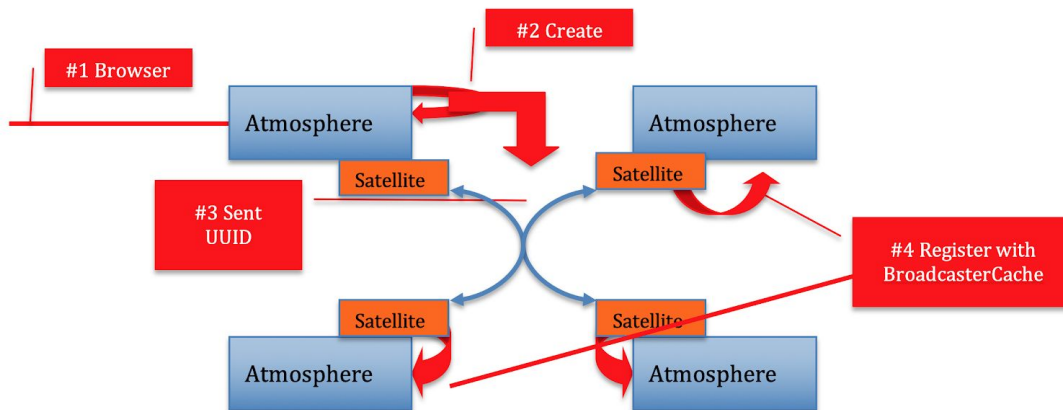 #2 Create
#1 Browser
Atmosphere
Atmosphere
Satellite
Satellite
#3 Sent
UUID
#4 Register with
BroadcasterCache
Satellite
Satellite
Atmosphere
Atmosphere